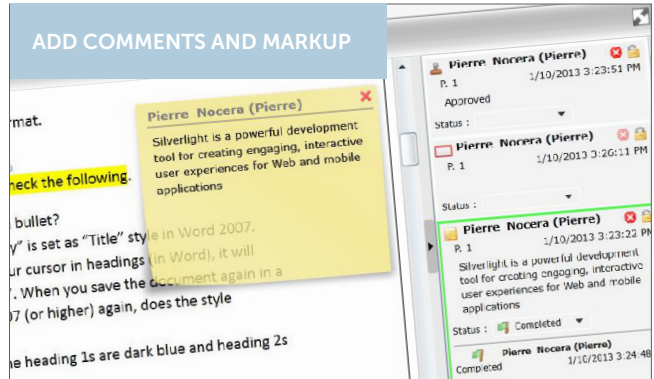 ADD COMMENTS AND MARKUP
rmat.
heck the following.
bullet?
y" is set as "Title" style in Word 2007.
ur cursor in headings (in Word), it will
. When you save the document again in a
07 (or higher) again, does the style
ne heading 1s are dark blue and heading 2s
Pierre Nocera (Pierre)
Silverlight is a powerful development
tool for creating engaging, interactive
user experiences for Web and mobile
applications
Pierre Nocera (Pierre)
P. 1 1/10/2013 3:23:51 PM
Approved
Status :
Pierre Nocera (Pierre)
P. 1 1/10/2013 3:26:11 PM
Status :
Pierre Nocera (Pierre)
P. 1 1/10/2013 3:23:22 PM
Silverlight is a powerful development
tool for creating engaging, interactive
user experiences for Web and mobile
applications
Status : Completed
Pierre Nocera (Pierre)
Completed 1/10/2013 3:24:48